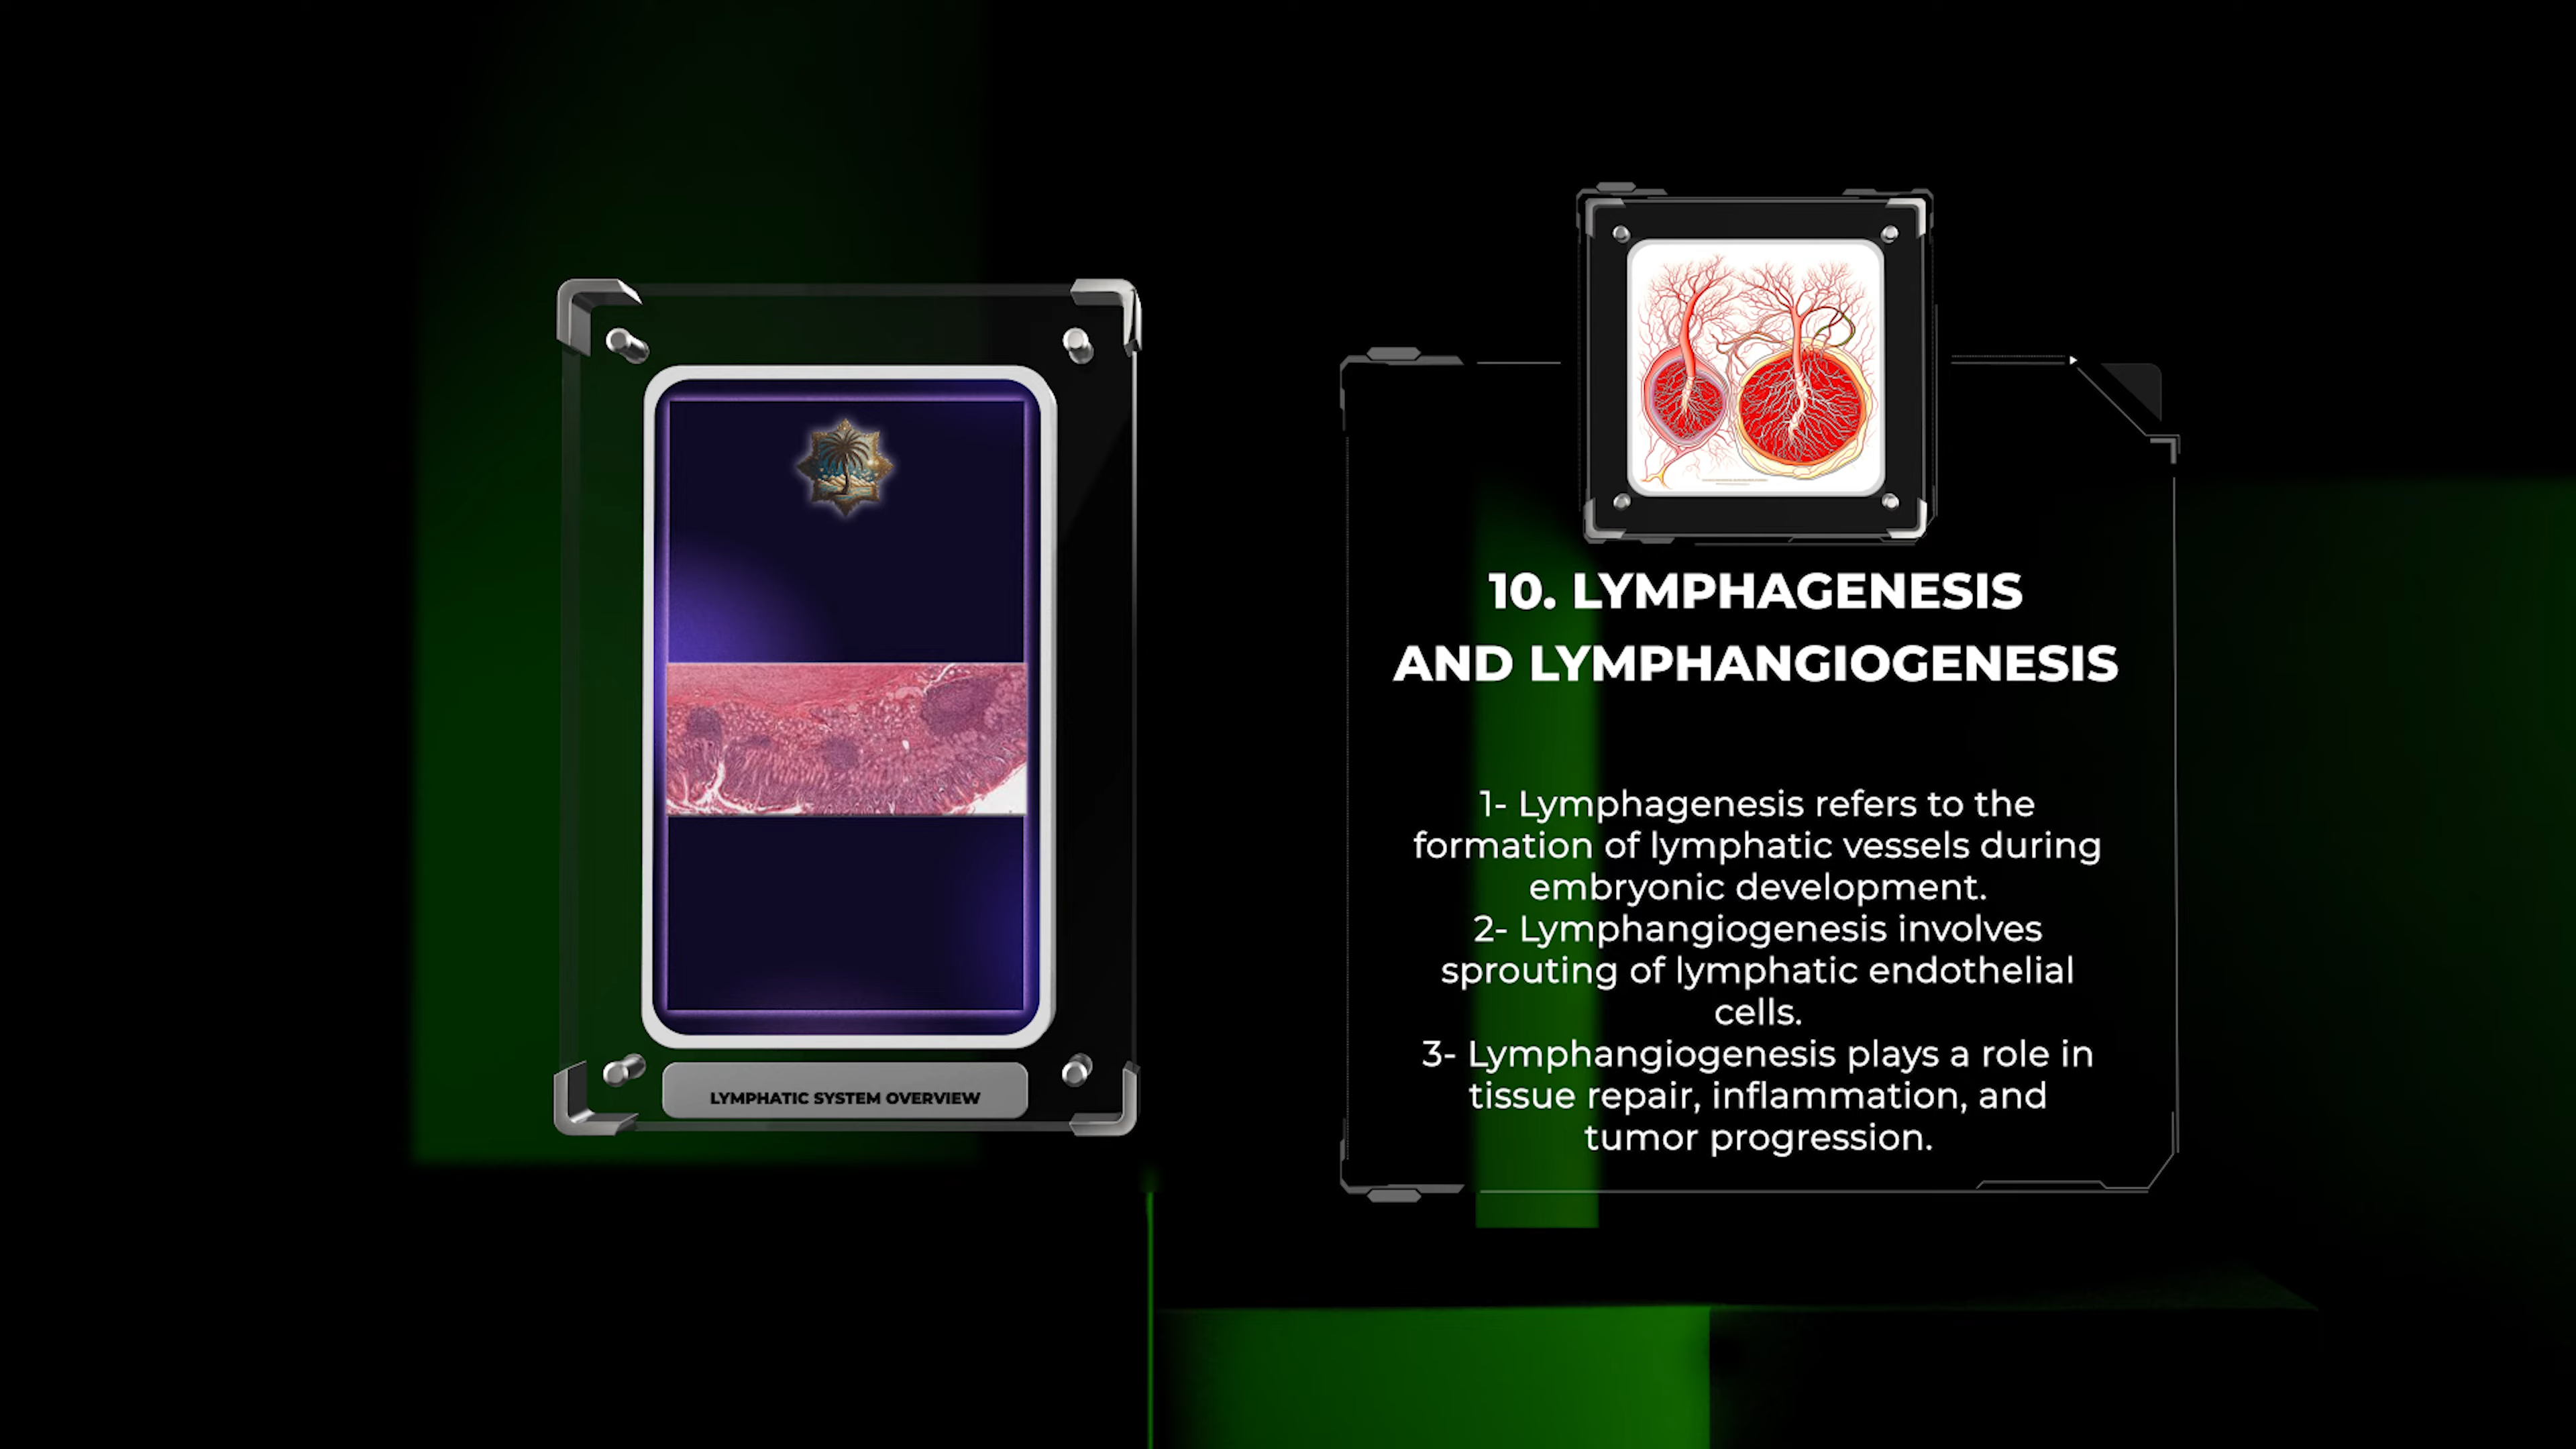 LYMPHATIC SYSTEM OVERVIEW
10. LYMPHAGENESIS
AND LYMPHANGIOGENESIS
1- Lymphagenesis refers to the
formation of lymphatic vessels during
embryonic development.
2- Lymphangiogenesis involves
sprouting of lymphatic endothelial
cells.
3- Lymphangiogenesis plays a role in
tissue repair, inflammation, and
tumor progression.